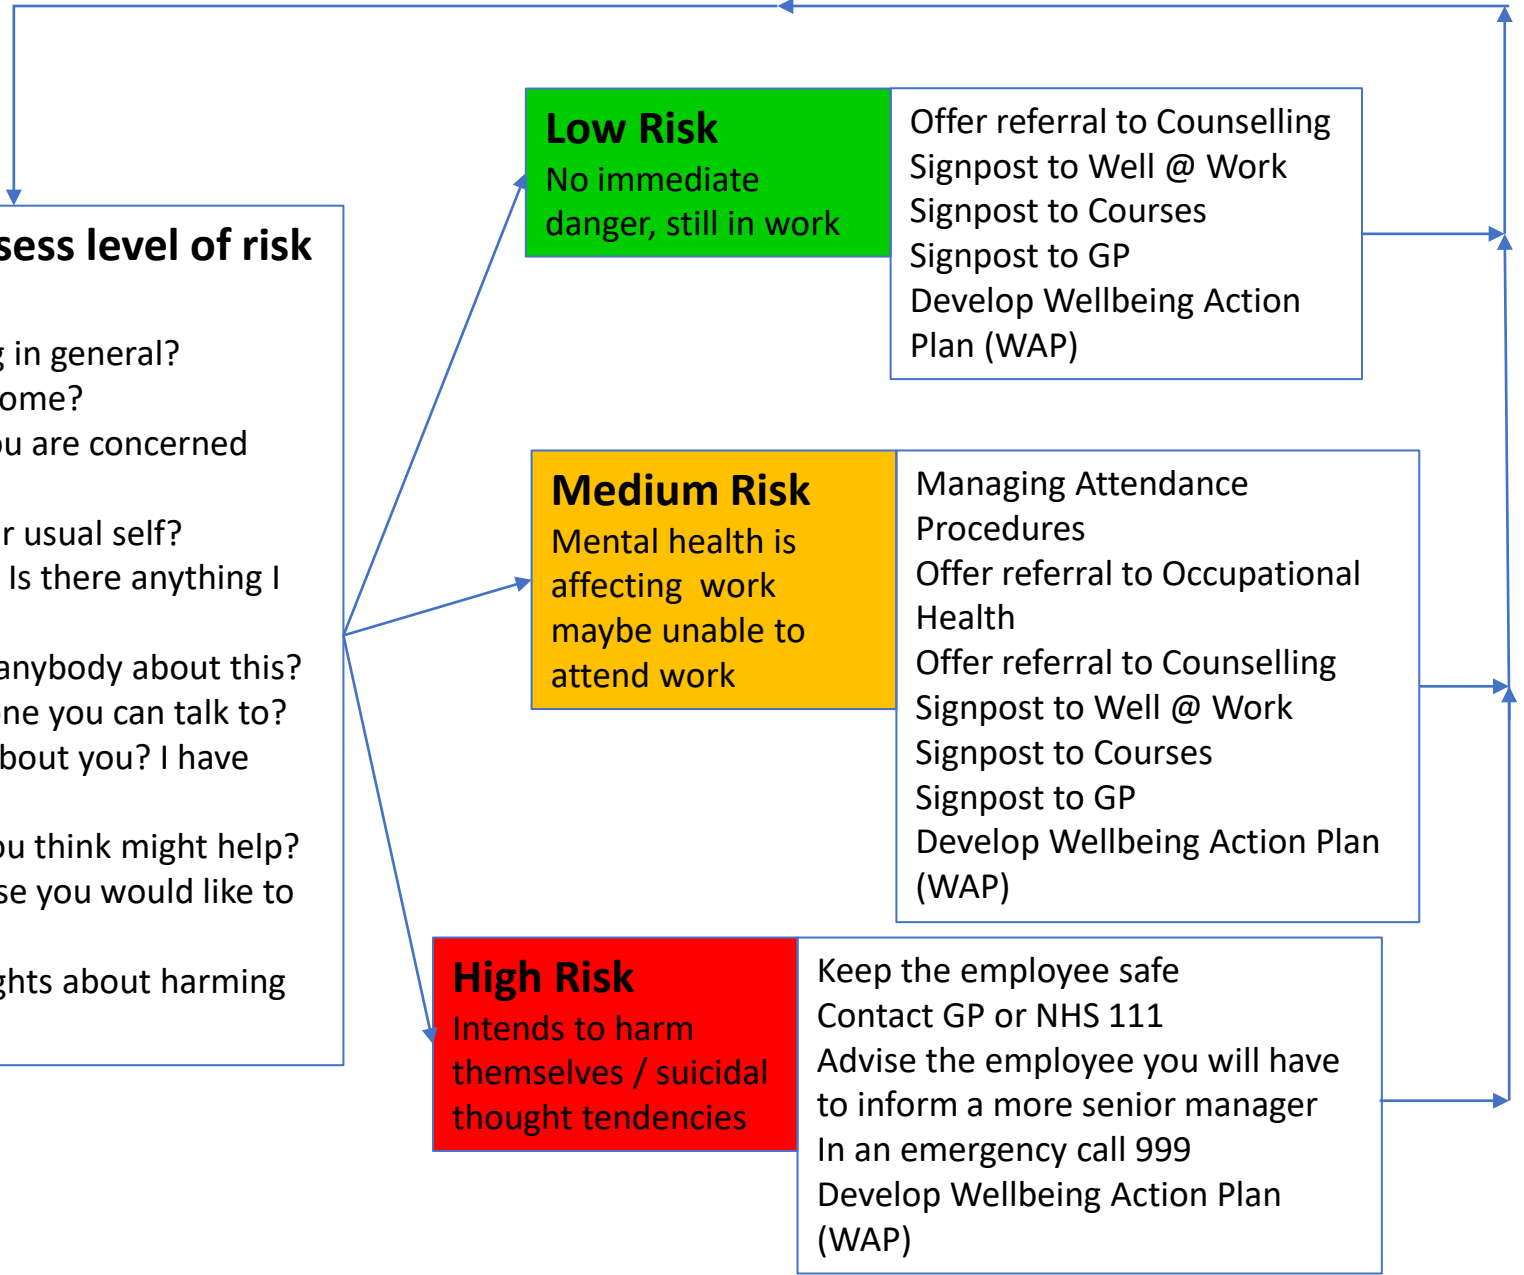 sess level of risk
g in general?
ome?
ou are concerned
r usual self?
Is there anything I
anybody about this?
one you can talk to?
bout you? I have
ou think might help?
se you would like to
ghts about harming
Low Risk
No immediate
danger, still in work
Offer referral to Counselling
Signpost to Well @ Work
Signpost to Courses
Signpost to GP
Develop Wellbeing Action
Plan (WAP)
Medium Risk
Mental health is
affecting  work
maybe unable to
attend work
Managing Attendance
Procedures
Offer referral to Occupational
Health
Offer referral to Counselling
Signpost to Well @ Work
Signpost to Courses
Signpost to GP
Develop Wellbeing Action Plan
(WAP)
High Risk
Intends to harm
themselves / suicidal
thought tendencies
Keep the employee safe
Contact GP or NHS 111
Advise the employee you will have
to inform a more senior manager
In an emergency call 999
Develop Wellbeing Action Plan
(WAP)